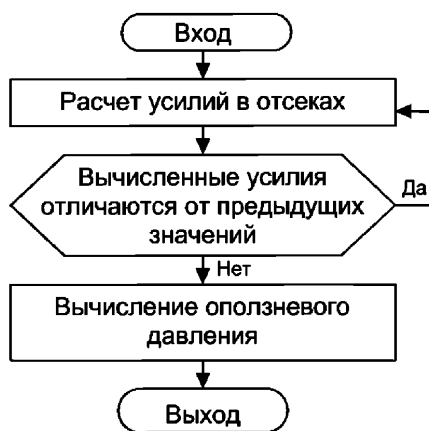 Вход
Расчет усилий в отсеках
Вычисленные усилия
отличаются от предыдущих
значений
Да
Нет
Вычисление оползневого
давления
Выход